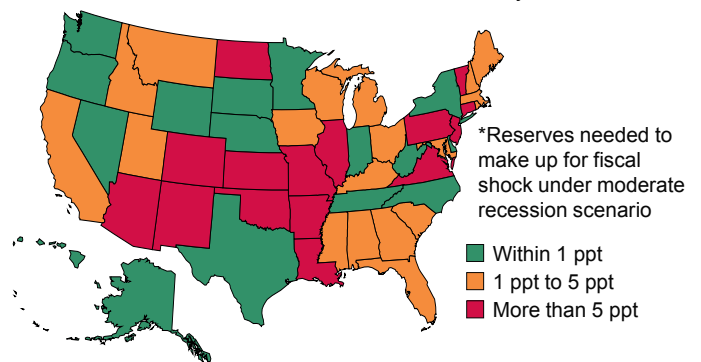 *Reserves needed to
make up for fiscal
shock under moderate
recession scenario
Within 1 ppt
1 ppt to 5 ppt
More than 5 ppt